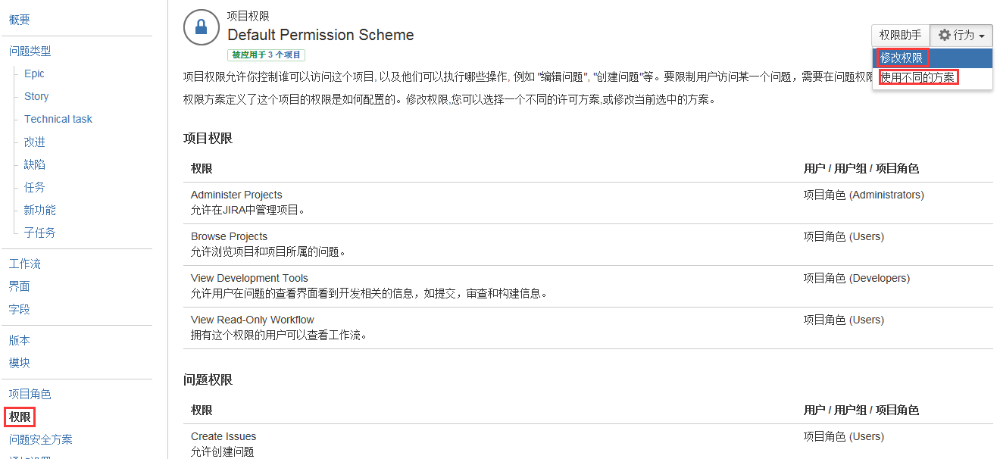 概要
问题类型
Epic
Story
Technical task
改进
缺陷
任务
新功能
子任务
工作流
界面
字段
版本
模块
项目角色
权限
问题安全方案
项目权限
Default Permission Scheme
被应用于 3 个项目
权限助手
行为
修改权限
使用不同的方案
项目权限允许你控制谁可以访问这个项目, 以及他们可以执行哪些操作, 例如 "编辑问题", "创建问题"等。要限制用户访问某一个问题，需要在问题权限
权限方案定义了这个项目的权限是如何配置的。修改权限,您可以选择一个不同的许可方案,或修改当前选中的方案。
项目权限
权限 用户 / 用户组 / 项目角色
Administer Projects 项目角色 (Administrators)
允许在JIRA中管理项目。
Browse Projects 项目角色 (Users)
允许浏览项目和项目所属的问题。
View Development Tools 项目角色 (Developers)
允许用户在问题的查看界面看到开发相关的信息，如提交，审查和构建信息。
View Read-Only Workflow 项目角色 (Users)
拥有这个权限的用户可以查看工作流。
问题权限
权限 用户 / 用户组 / 项目角色
Create Issues 项目角色 (Users)
允许创建问题